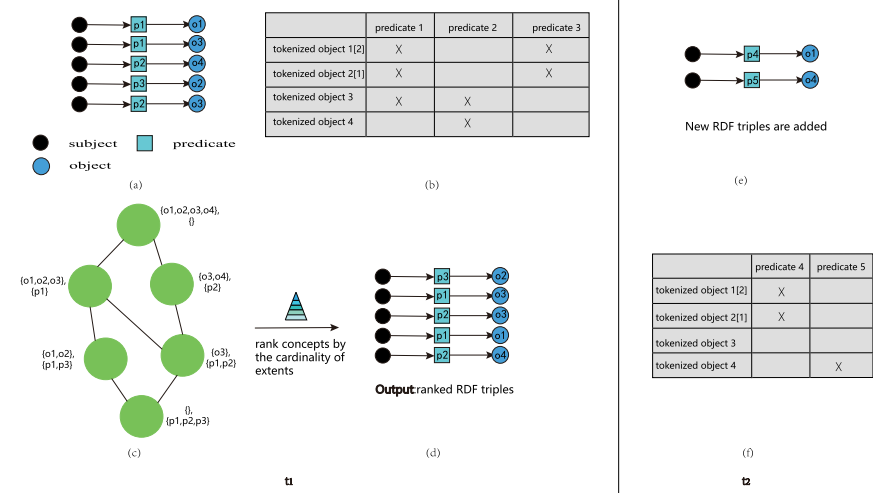 p1 o1
p1 o3
p2 o4
p3 o2
p2 o3
subject predicate
object
(a)
predicate 1 predicate 2 predicate 3
tokenized object 1[2] X X
tokenized object 2[1] X X
tokenized object 3 X X
tokenized object 4 X
(b)
{o1,o2,o3,o4},
{}
{o1,o2,o3},
{p1}
{o3,o4},
{p2}
{o1,o2},
{p1,p3}
{o3},
{p1,p2}
{},
{p1,p2,p3}
(c)
rank concepts by
the cardinality of
extents
p3 o2
p1 o3
p2 o3
p1 o1
p2 o4
Output:ranked RDF triples
(d)
t1
p4 o1
p5 o4
New RDF triples are added
(e)
predicate 4 predicate 5
tokenized object 1[2] X
tokenized object 2[1] X
tokenized object 3
tokenized object 4 X
(f)
t2